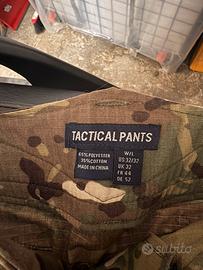 TACTICAL PANTS
65% POLYESTER
35% COTTON
MADE IN CHINA
W/L
US 32/32
UK 32
FR 44
DE 52
subito